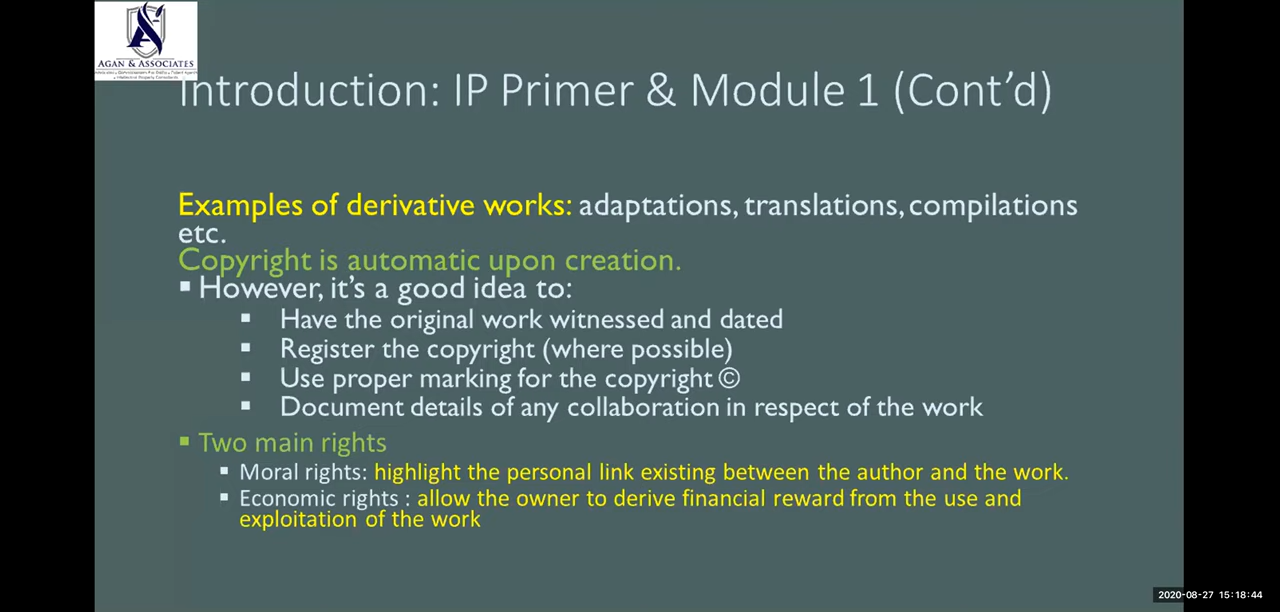 AGAN & ASSOCIATES
Introduction: IP Primer & Module 1 (Cont’d)
Examples of derivative works: adaptations, translations, compilations
etc.
Copyright is automatic upon creation.
▪ However, it’s a good idea to:
▪ Have the original work witnessed and dated
▪ Register the copyright (where possible)
▪ Use proper marking for the copyright ©
▪ Document details of any collaboration in respect of the work
▪ Two main rights
▪ Moral rights: highlight the personal link existing between the author and the work.
▪ Economic rights : allow the owner to derive financial reward from the use and
exploitation of the work
2020-08-27 15:18:44